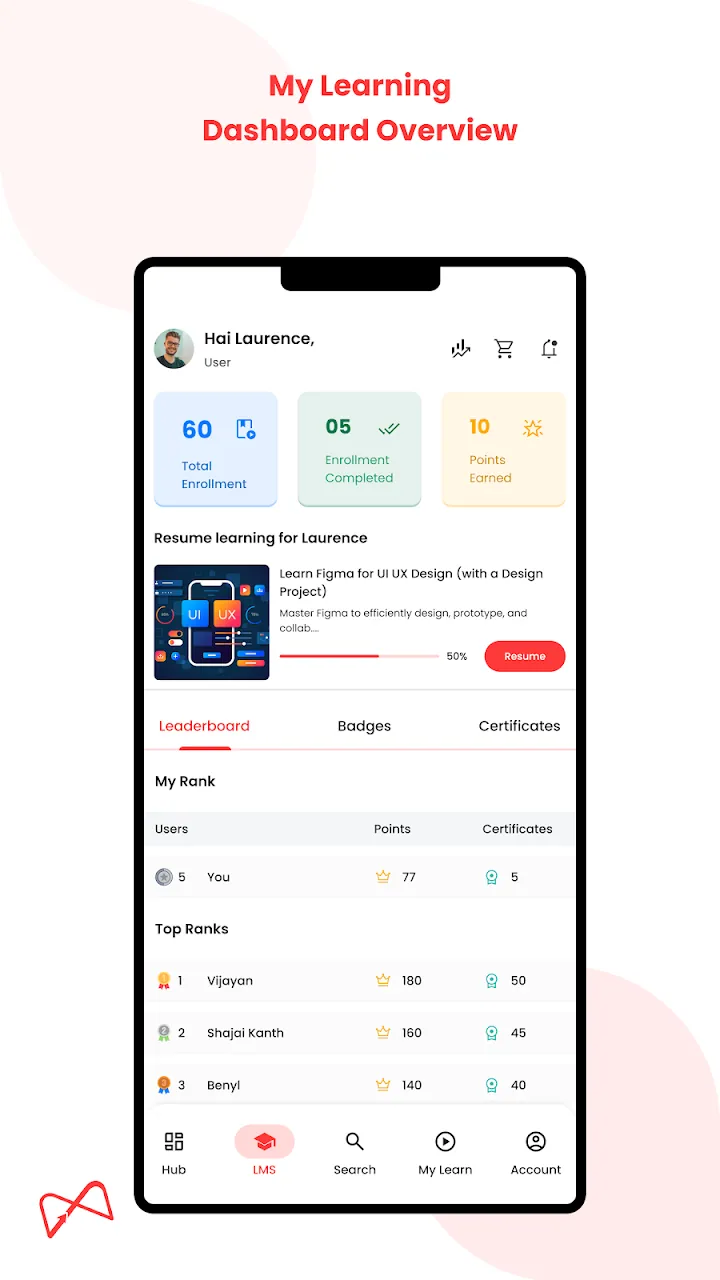 My Learning
Dashboard Overview
Hai Laurence,
User
60
Total
Enrollment
05
Enrollment
Completed
10
Points
Earned
Resume learning for Laurence
UI UX
Learn Figma for UI UX Design (with a Design
Project)
Master Figma to efficiently design, prototype, and
collab....
50% Resume
Leaderboard Badges Certificates
My Rank
Users Points Certificates
5 You 77 5
Top Ranks
1 Vijayan 180 50
2 Shajai Kanth 160 45
3 Benyl 140 40
Hub LMS Search My Learn Account